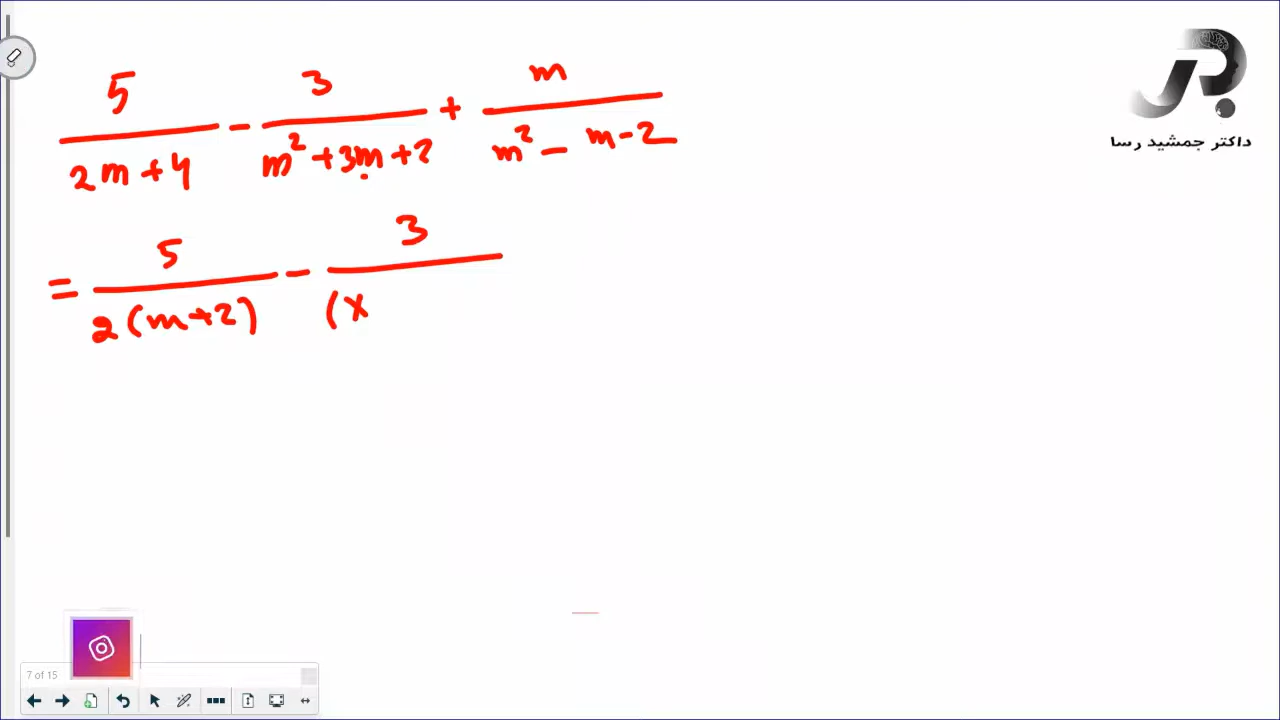 5/(2m+4) - 3/(m²+3m+2) + m/(m²-m-2)
= 5/(2(m+2)) - 3/((x
داکتر جمشید رسا
7 of 15